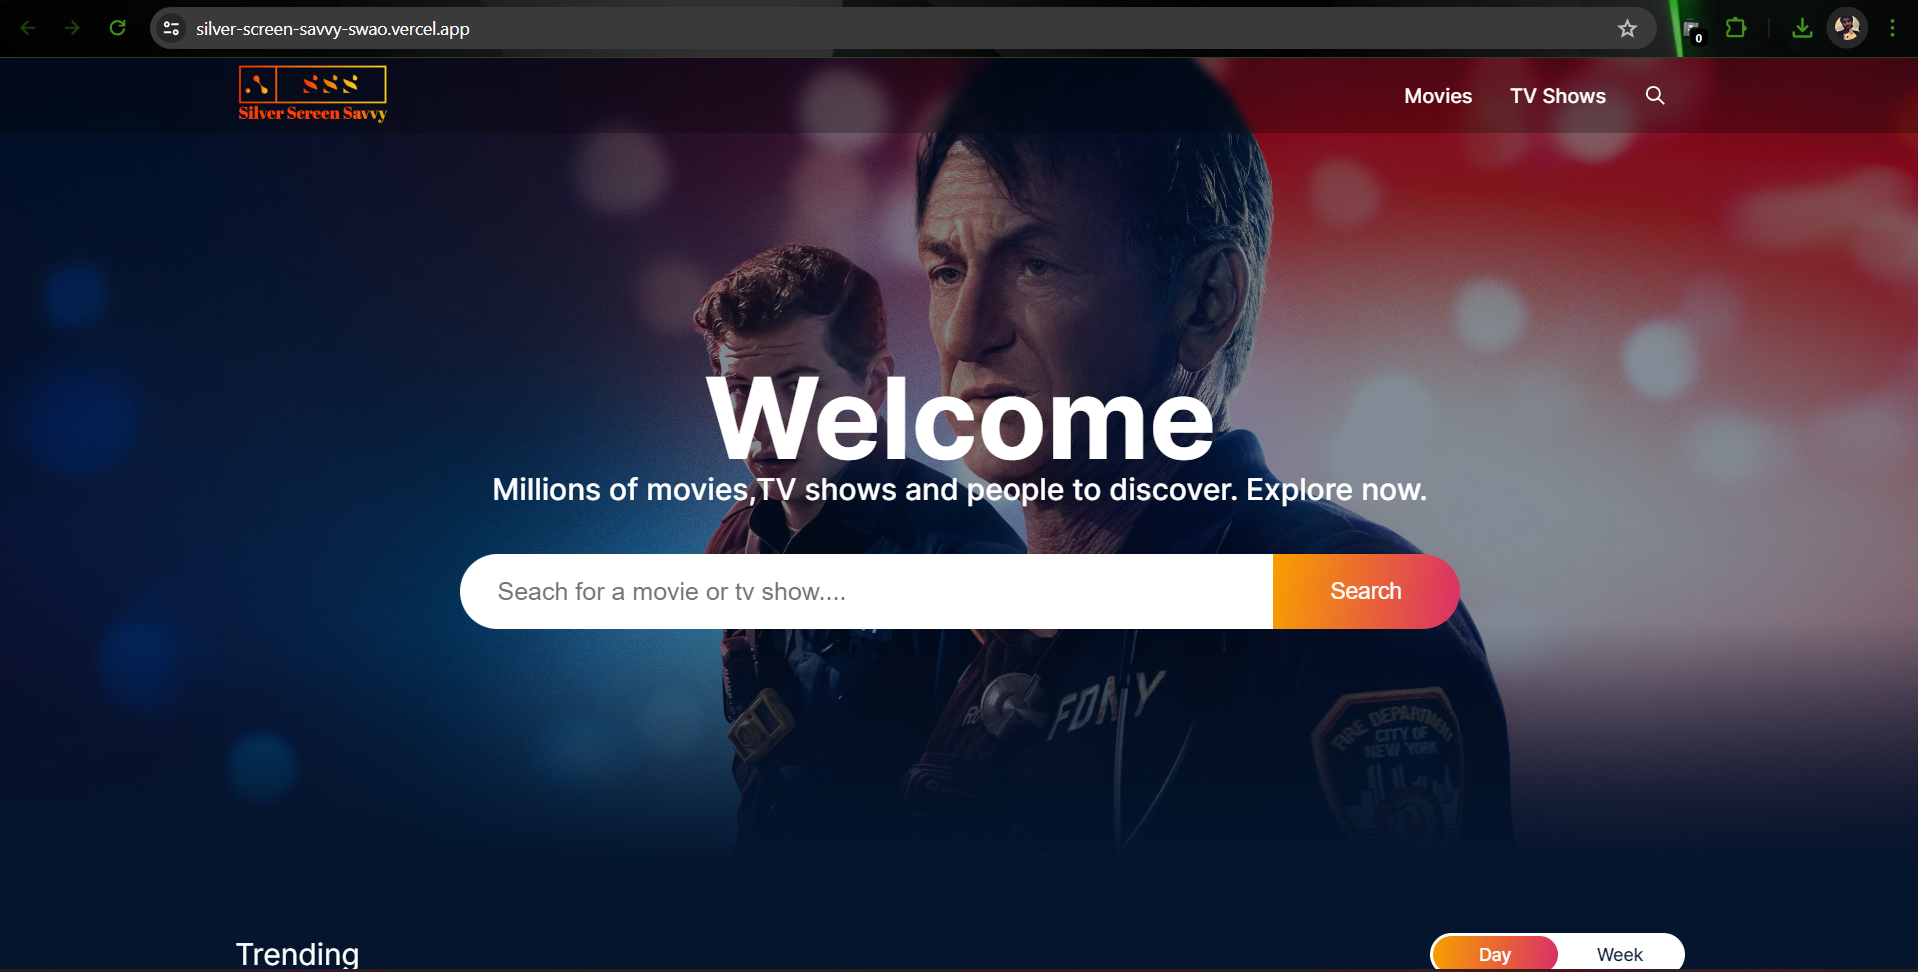 silver-screen-savvy-swao.vercel.app
0
SSS
Silver Screen Savvy
Movies
TV Shows
Welcome
Millions of movies,TV shows and people to discover. Explore now.
Seach for a movie or tv show....
Search
FDNY
FIRE DEPARTMENT
CITY OF
NEW YORK
Trending
Day
Week